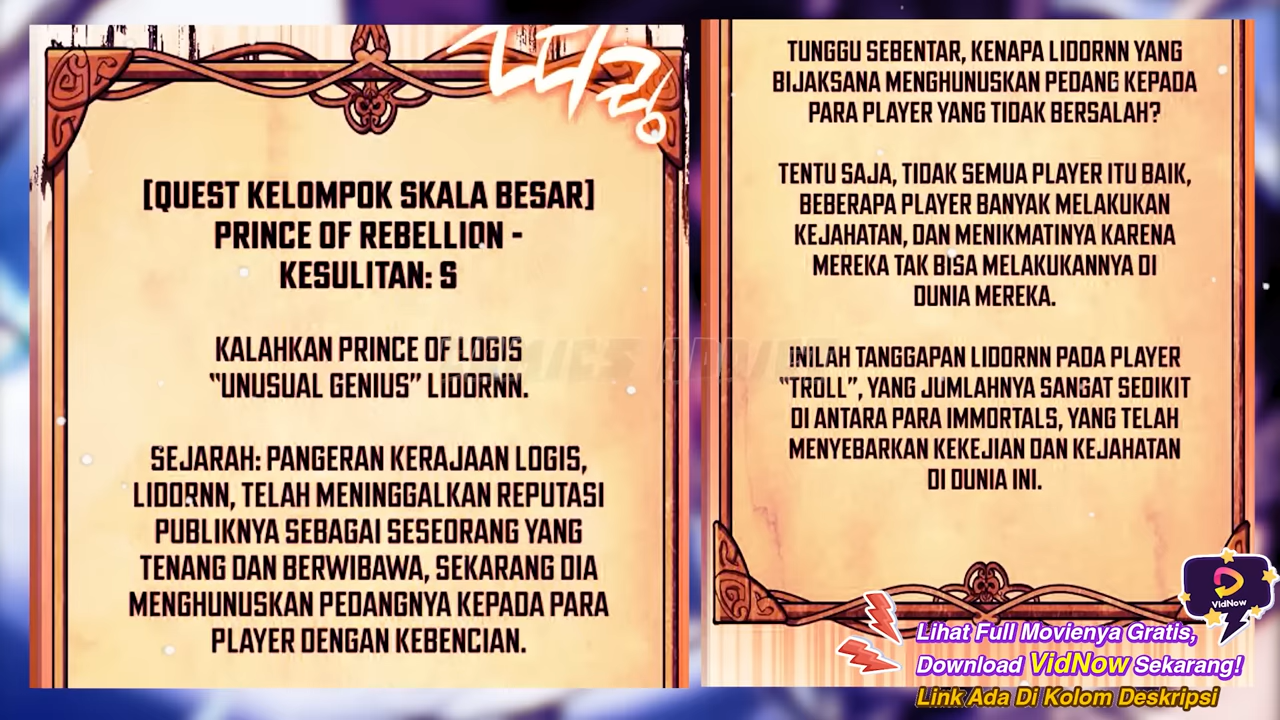 띠링
[QUEST KELOMPOK SKALA BESAR]
PRINCE OF REBELLION -
KESULITAN: S
KALAHKAN PRINCE OF LOGIS
“UNUSUAL GENIUS” LIDORNN.
SEJARAH: PANGERAN KERAJAAN LOGIS,
LIDORNN, TELAH MENINGGALKAN REPUTASI
PUBLIKNYA SEBAGAI SESEORANG YANG
TENANG DAN BERWIBAWA, SEKARANG DIA
MENGHUNUSKAN PEDANGNYA KEPADA PARA
PLAYER DENGAN KEBENCIAN.
TUNGGU SEBENTAR, KENAPA LIDORNN YANG
BIJAKSANA MENGHUNUSKAN PEDANG KEPADA
PARA PLAYER YANG TIDAK BERSALAH?
TENTU SAJA, TIDAK SEMUA PLAYER ITU BAIK,
BEBERAPA PLAYER BANYAK MELAKUKAN
KEJAHATAN, DAN MENIKMATINYA KARENA
MEREKA TAK BISA MELAKUKANNYA DI
DUNIA MEREKA.
INILAH TANGGAPAN LIDORNN PADA PLAYER
“TROLL”, YANG JUMLAHNYA SANGAT SEDIKIT
DI ANTARA PARA IMMORTALS, YANG TELAH
MENYEBARKAN KEKEJIAN DAN KEJAHATAN
DI DUNIA INI.
VidNow
Lihat Full Movienya Gratis,
Download VidNow Sekarang!
Link Ada Di Kolom Deskripsi